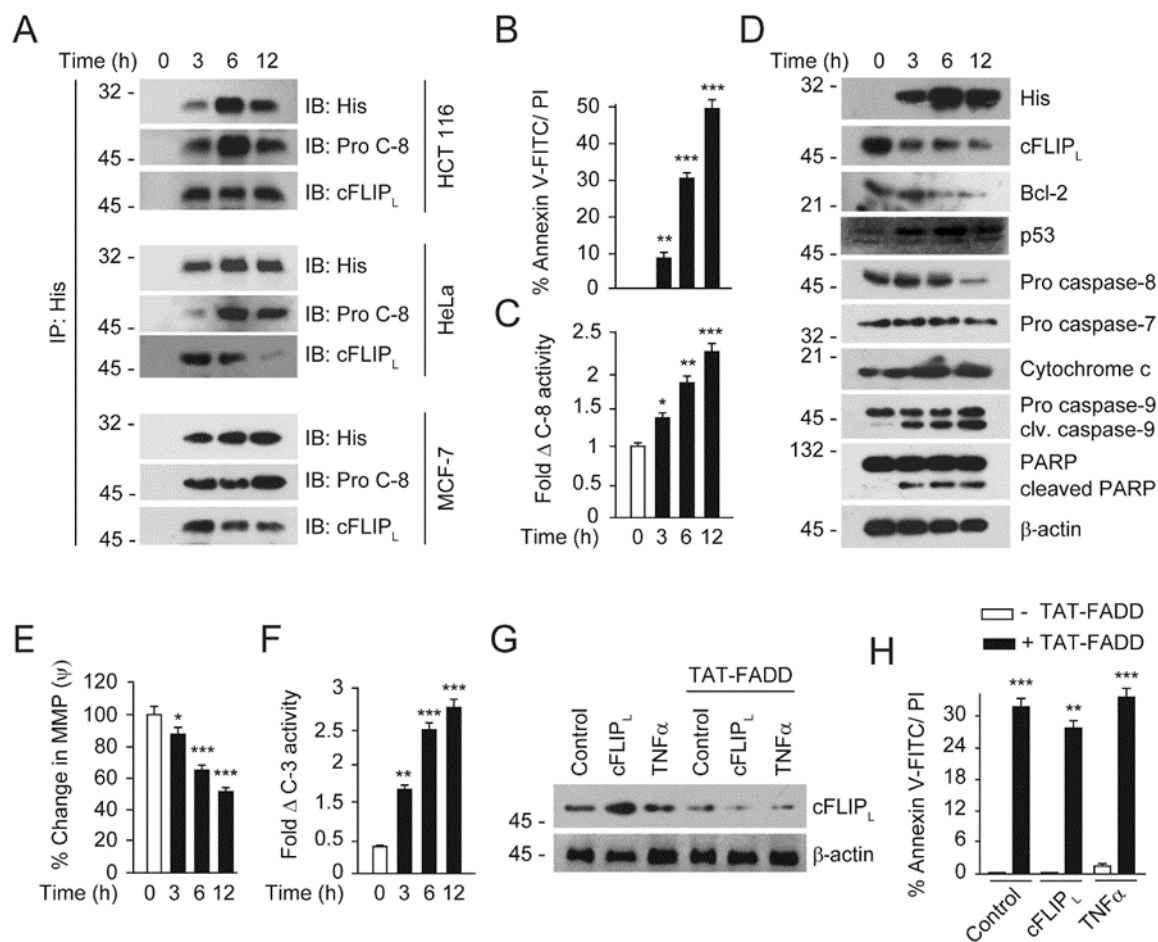 A
Time (h) 0 3 6 12
32 -
IB: His
IB: Pro C-8
45 -
IB: cFLIPL
45 -
HCT 116
32 -
IB: His
IB: Pro C-8
45 -
IB: cFLIPL
45 -
HeLa
32 -
IB: His
IB: Pro C-8
45 -
IB: cFLIPL
45 -
MCF-7
IP: His
B
% Annexin V-FITC/ PI
50
40
30
20
10
0
**
***
***
C
Fold Δ C-8 activity
2.5
2
1.5
1
0.5
0
*
**
***
Time (h) 0 3 6 12
D
Time (h) 0 3 6 12
32 -
His
cFLIPL
45 -
Bcl-2
21 -
p53
45 -
Pro caspase-8
45 -
Pro caspase-7
32 -
21 -
Cytochrome c
Pro caspase-9
45 -
clv. caspase-9
132 -
PARP
cleaved PARP
45 -
β-actin
E
% Change in MMP (ψ)
120
100
80
60
40
20
0
*
***
***
Time (h) 0 3 6 12
F
Fold Δ C-3 activity
3
2
1
0.5
0
**
***
***
Time (h) 0 3 6 12
G
TAT-FADD
Control cFLIPL TNFα Control cFLIPL TNFα
cFLIPL
45 -
45 -
β-actin
- TAT-FADD
+ TAT-FADD
H
% Annexin V-FITC/ PI
30
24
18
12
6
0
***
**
***
Control cFLIPL TNFα